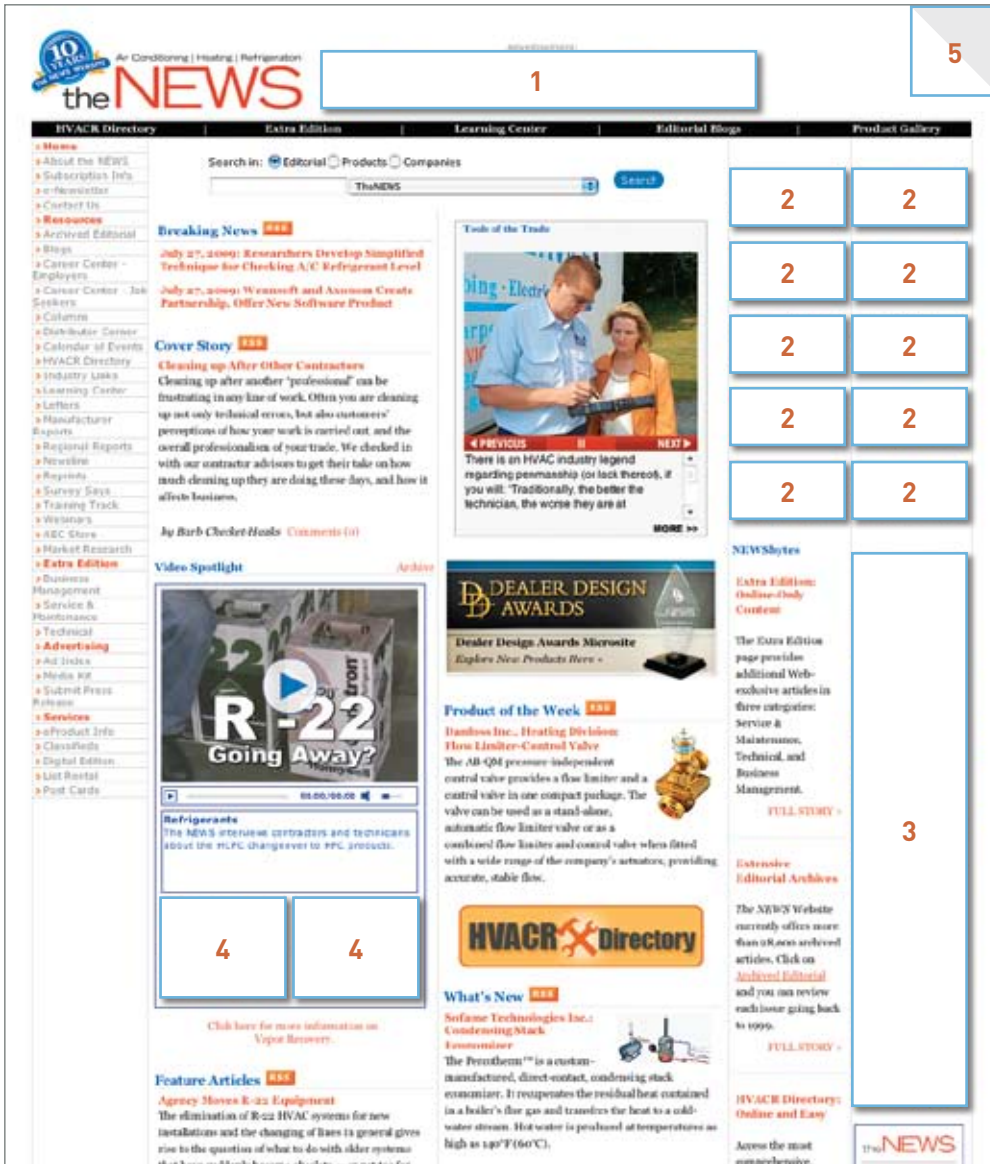 10
YEARS
Air Conditioning | Heating | Refrigeration
theNEWS
Advertisement
1
5
HVACR Directory | Extra Edition | Learning Center | Editorial Blogs | Product Gallery
Home
About the NEWS
Subscription Info
e-Newsletter
Contact Us
Resources
Archived Editorial
Blogs
Career Center -
Employers
Career Center - Job
Seekers
Columns
Distributor Corner
Calendar of Events
HVACR Directory
Industry Links
Learning Center
Letters
Manufacturer
Reports
Regional Reports
Newsline
Reprints
Survey Says
Training Track
Webinars
AEC Store
Market Research
Extra Edition
Business
Management
Service &
Maintenance
Technical
Advertising
Ad Index
Media Kit
Submit Press
Release
Services
eProduct Info
Classifieds
Digital Edition
List Rental
Post Cards
Search in: Editorial Products Companies
TheNEWS
Search
Breaking News RSS
July 27, 2009: Researchers Develop Simplified
Technique for Checking A/C Refrigerant Level
July 27, 2009: Wennsoft and Axonom Create
Partnership, Offer New Software Product
Cover Story RSS
Cleaning up After Other Contractors
Cleaning up after another 'professional' can be
frustrating in any line of work. Often you are cleaning
up not only technical errors, but also customers'
perceptions of how your work is carried out, and the
overall professionalism of your trade. We checked in
with our contractor advisors to get their take on how
much cleaning up they are doing these days, and how it
affects business.
by Barb Checket-Hanks Comments (0)
Video Spotlight Archive
R -22
Going Away?
00:00/00:00
Refrigerants
The NEWS interviews contractors and technicians
about the HCFC changeover to HFC products.
4 4
Click here for more information on
Vapor Recovery.
Feature Articles RSS
Agency Moves R-22 Equipment
The elimination of R-22 HVAC systems for new
installations and the changing of lines in general gives
rise to the question of what to do with older systems
Tools of the Trade
PREVIOUS NEXT
There is an HVAC industry legend
regarding penmanship (or lack thereof), if
you will: 'Traditionally, the better the
technician, the worse they are at
MORE >>
DEALER DESIGN
AWARDS
Dealer Design Awards Microsite
Explore New Products Here »
Product of the Week RSS
Danfoss Inc., Heating Division:
Flow Limiter-Control Valve
The AB-QM pressure-independent
control valve provides a flow limiter and a
control valve in one compact package. The
valve can be used as a stand-alone,
automatic flow limiter valve or as a
combined flow limiter and control valve when fitted
with a wide range of the company's actuators, providing
accurate, stable flow.
HVACR Directory
What's New RSS
Sofame Technologies Inc.:
Condensing Stack
Economizer
The Percotherm™ is a custom-
manufactured, direct-contact, condensing stack
economizer. It recuperates the residual heat contained
in a boiler's flue gas and transfers the heat to a cold-
water stream. Hot water is produced at temperatures as
high as 140°F (60°C).
2 2
2 2
2 2
2 2
2 2
NEWSbytes
Extra Edition:
Online-Only
Content
The Extra Edition
page provides
additional Web-
exclusive articles in
three categories:
Service &
Maintenance,
Technical, and
Business
Management.
FULL STORY »
Extensive
Editorial Archives
The NEWS Website
currently offers more
than 28,000 archived
articles. Click on
Archived Editorial
and you can review
each issue going back
to 1999.
FULL STORY »
HVACR Directory:
Online and Easy
Access the most
comprehensive
3
theNEWS